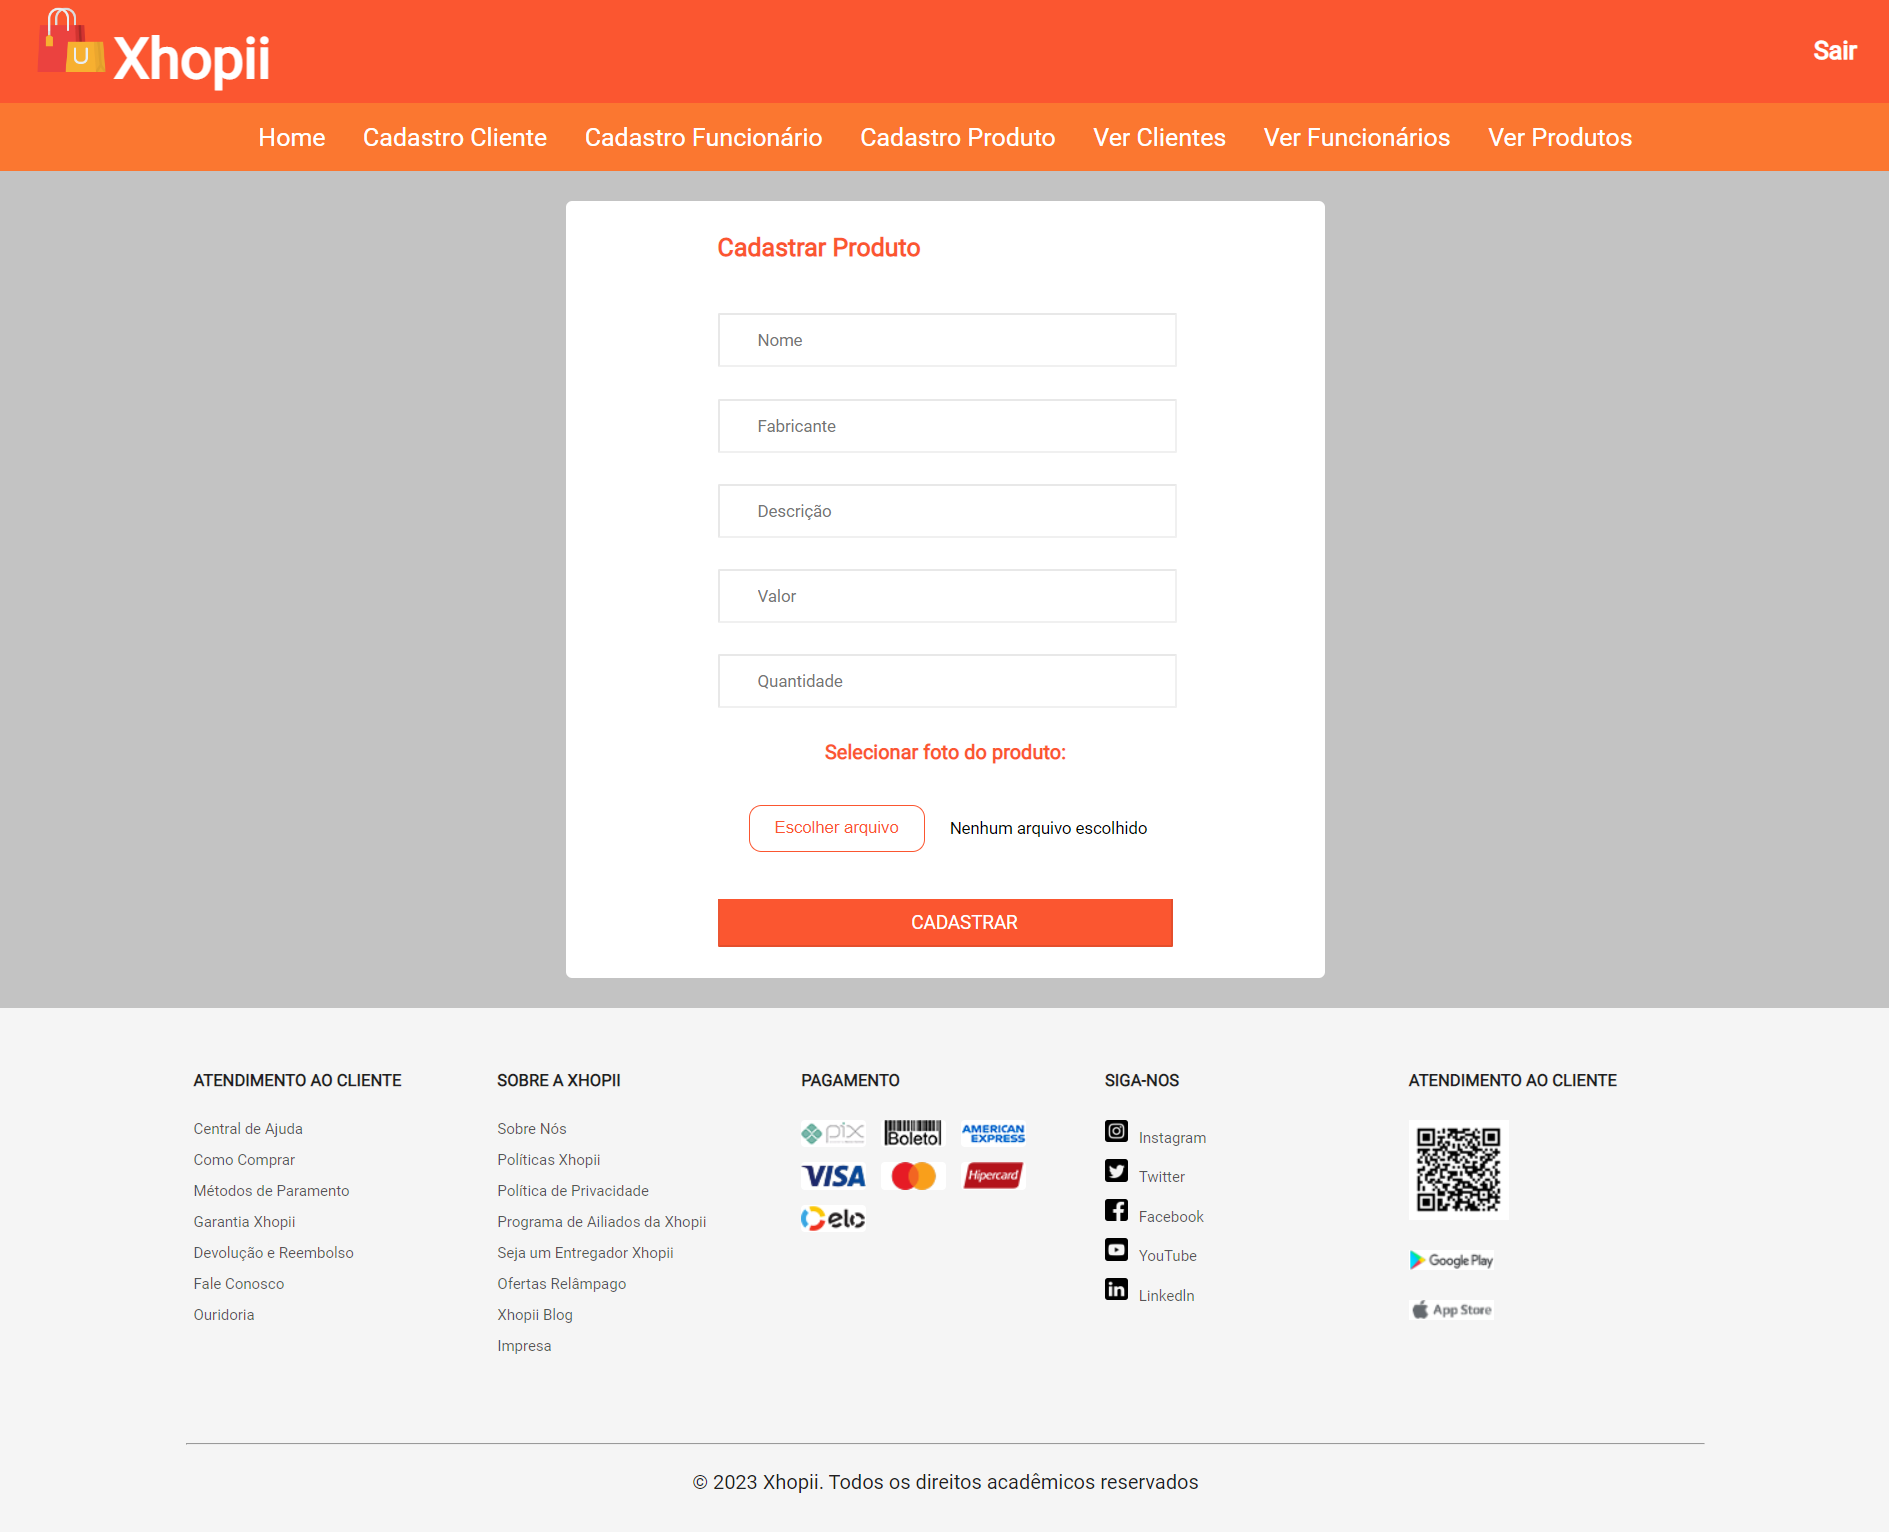 U Xhopii
Sair
Home Cadastro Cliente Cadastro Funcionário Cadastro Produto Ver Clientes Ver Funcionários Ver Produtos
Cadastrar Produto
Nome
Fabricante
Descrição
Valor
Quantidade
Selecionar foto do produto:
Escolher arquivo Nenhum arquivo escolhido
CADASTRAR
ATENDIMENTO AO CLIENTE
Central de Ajuda
Como Comprar
Métodos de Paramento
Garantia Xhopii
Devolução e Reembolso
Fale Conosco
Ouridoria
SOBRE A XHOPII
Sobre Nós
Políticas Xhopii
Política de Privacidade
Programa de Ailiados da Xhopii
Seja um Entregador Xhopii
Ofertas Relâmpago
Xhopii Blog
Impresa
PAGAMENTO
pix Boleto AMERICAN EXPRESS
VISA Hipercard
elo
SIGA-NOS
Instagram
Twitter
Facebook
YouTube
LinkedIn
ATENDIMENTO AO CLIENTE
Google Play
App Store
© 2023 Xhopii. Todos os direitos acadêmicos reservados